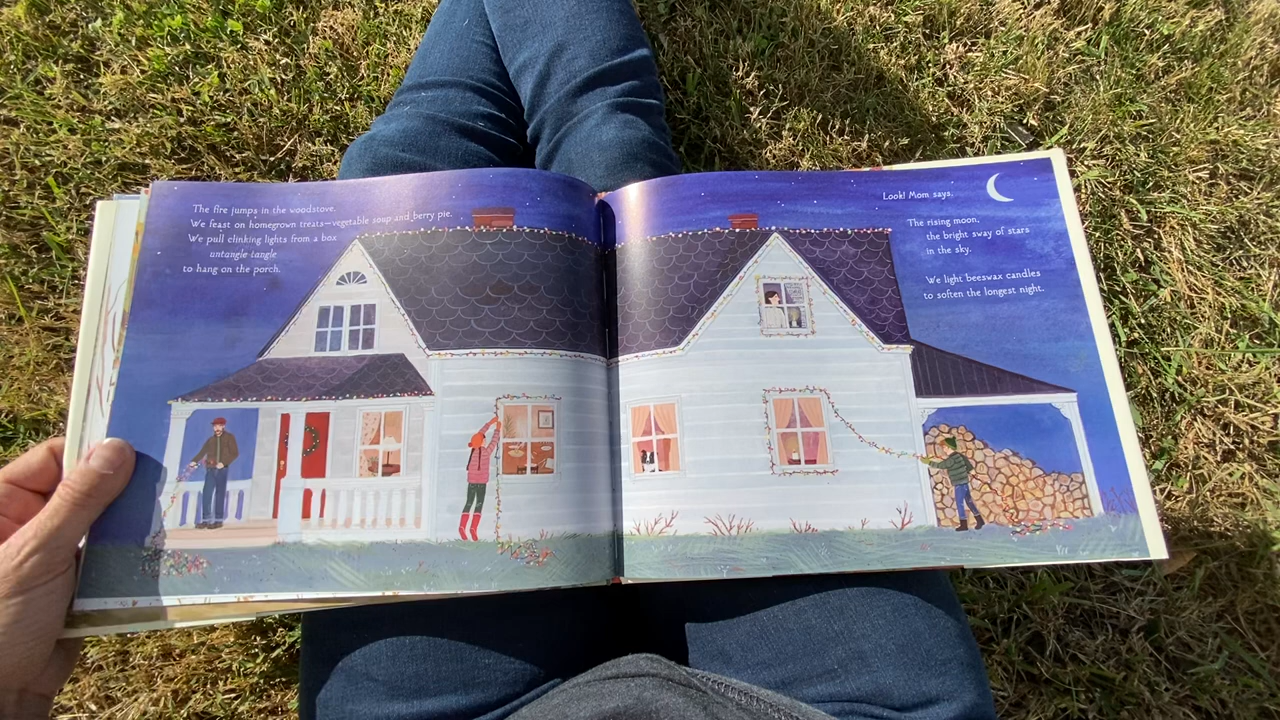 The fire jumps in the woodstove.
We feast on homegrown treats—vegetable soup and berry pie.
We pull clinking lights from a box
untangle tangle
to hang on the porch.
Look! Mom says.
The rising moon,
the bright sway of stars
in the sky.
We light beeswax candles
to soften the longest night.